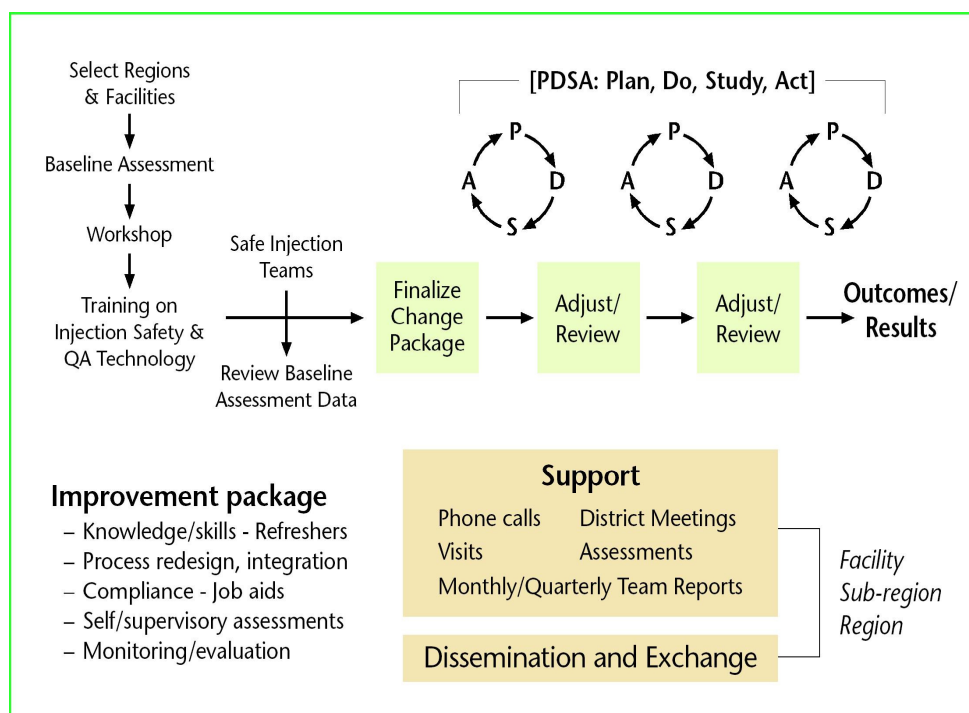 Select Regions
& Facilities
Baseline Assessment
Workshop
Training on
Injection Safety &
QA Technology
Safe Injection
Teams
Review Baseline
Assessment Data
[PDSA: Plan, Do, Study, Act]
P
A D
S
P
A D
S
P
A D
S
Finalize
Change
Package
Adjust/
Review
Adjust/
Review
Outcomes/
Results
Improvement package
– Knowledge/skills - Refreshers
– Process redesign, integration
– Compliance - Job aids
– Self/supervisory assessments
– Monitoring/evaluation
Support
Phone calls District Meetings
Visits Assessments
Monthly/Quarterly Team Reports
Dissemination and Exchange
Facility
Sub-region
Region